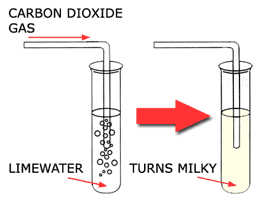 CARBON DIOXIDE
GAS
LIMEWATER
TURNS MILKY